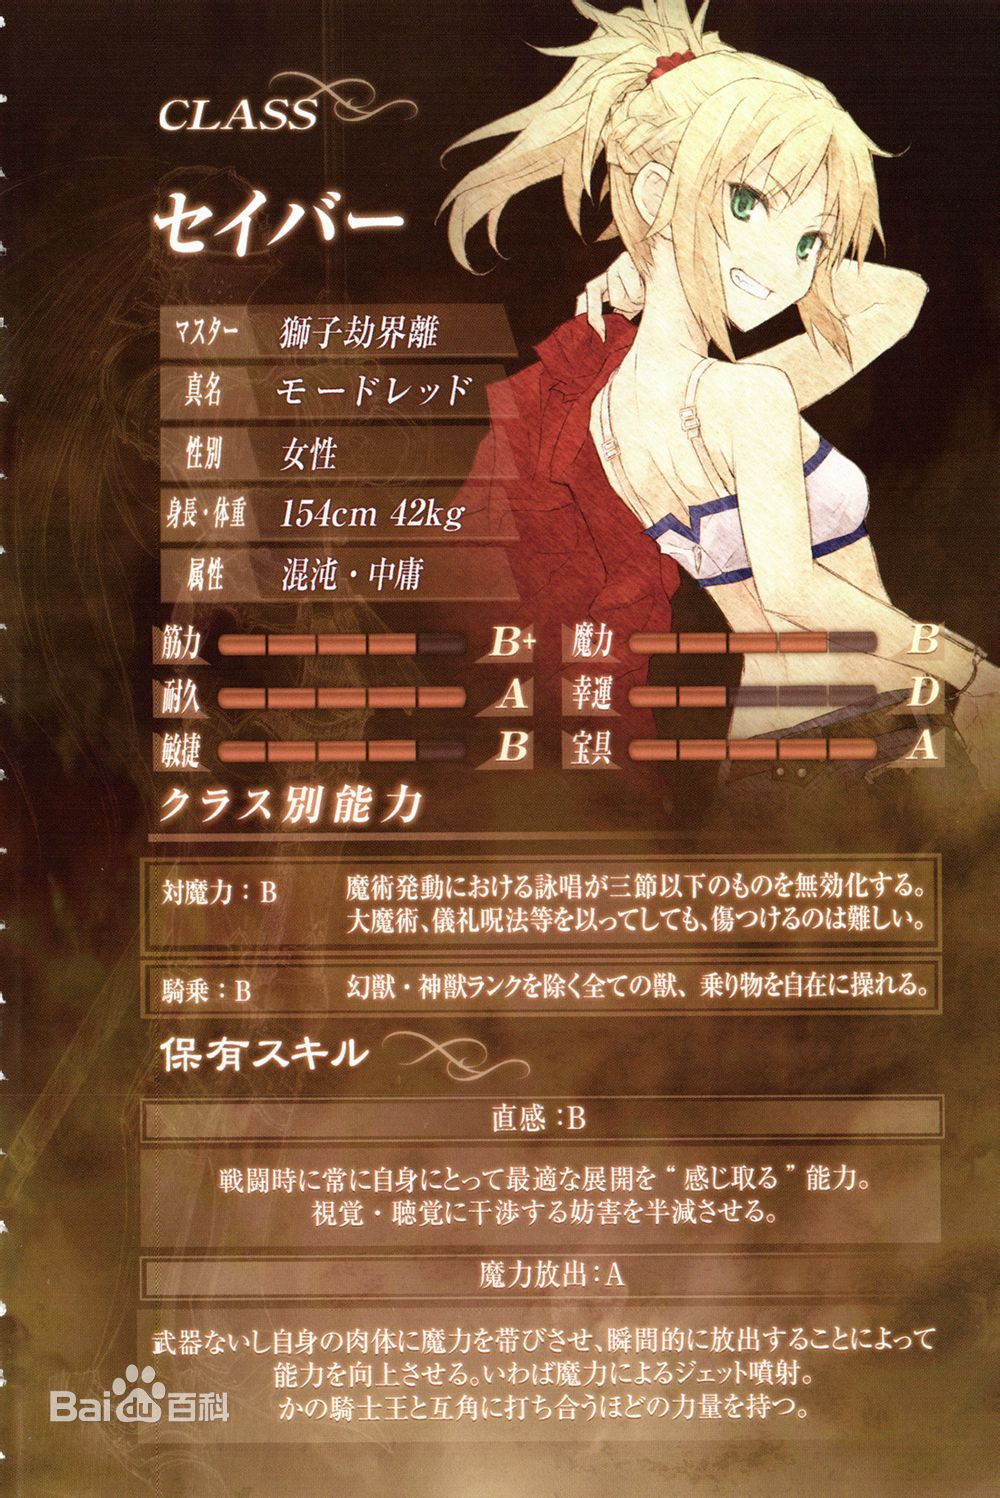 CLASS
セイバー
マスター 獅子劫界離
真名 モードレッド
性別 女性
身長・体重 154cm 42kg
属性 混沌・中庸
筋力 B+ 魔力 B
耐久 A 幸運 D
敏捷 B 宝具 A
クラス別能力
対魔力：B 魔術発動における詠唱が三節以下のものを無効化する。
大魔術、儀礼呪法等を以ってしても、傷つけるのは難しい。
騎乗：B 幻獣・神獣ランクを除く全ての獣、乗り物を自在に操れる。
保有スキル
直感：B
戦闘時に常に自身にとって最適な展開を“感じ取る”能力。
視覚・聴覚に干渉する妨害を半減させる。
魔力放出：A
武器ないし自身の肉体に魔力を帯びさせ、瞬間的に放出することによって
能力を向上させる。いわば魔力によるジェット噴射。
かの騎士王と互角に打ち合うほどの力量を持つ。
Bai du 百科